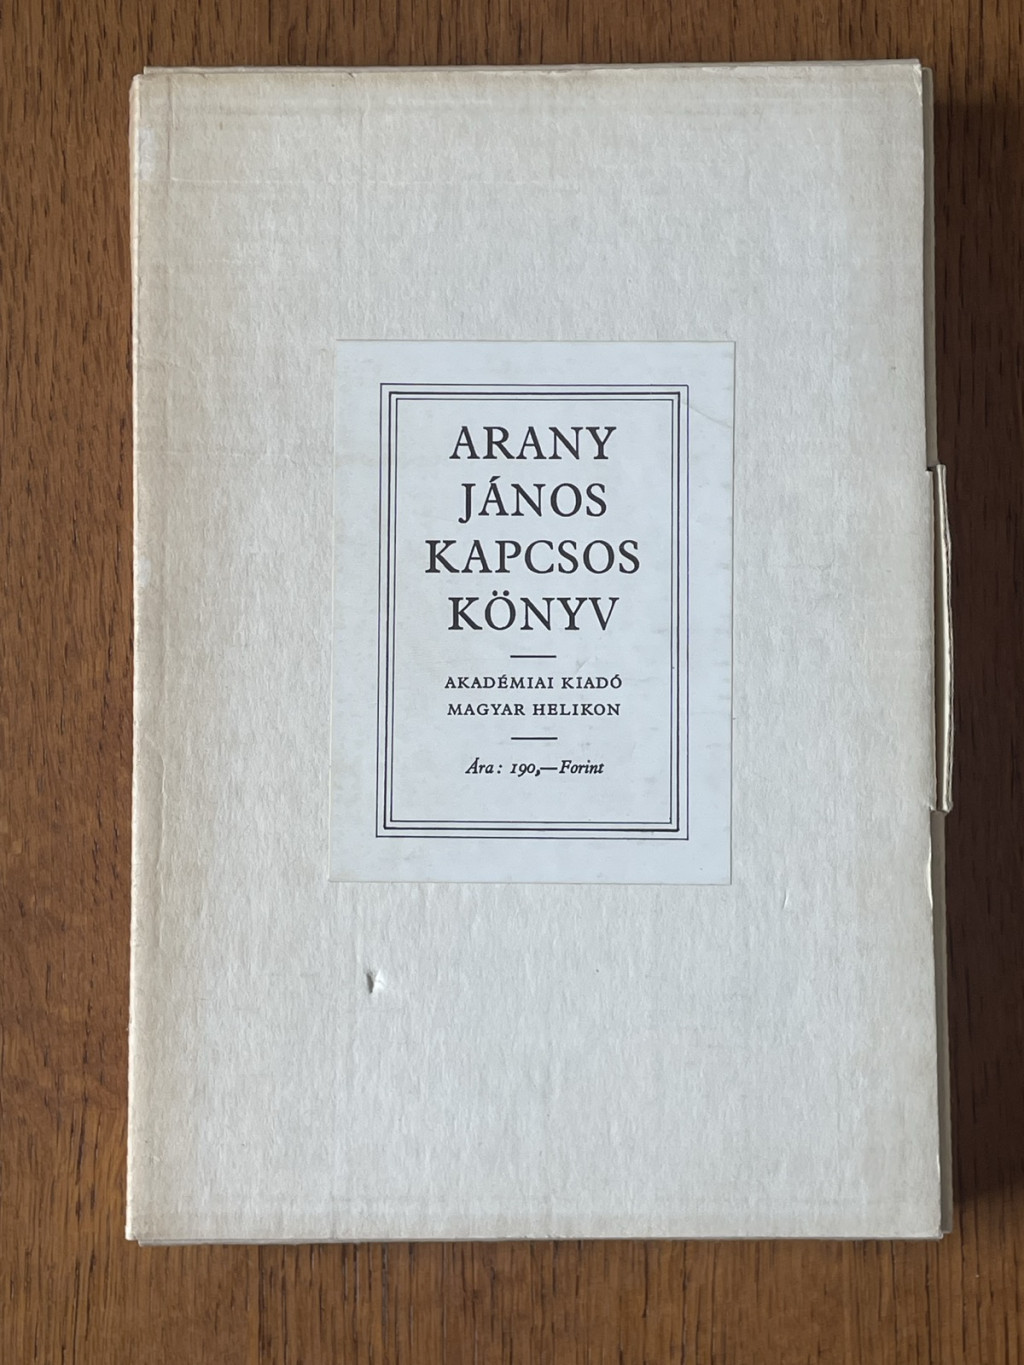 ARANY
JÁNOS
KAPCSOS
KÖNYV
AKADÉMIAI KIADÓ
MAGYAR HELIKON
Ára: 190,—Forint